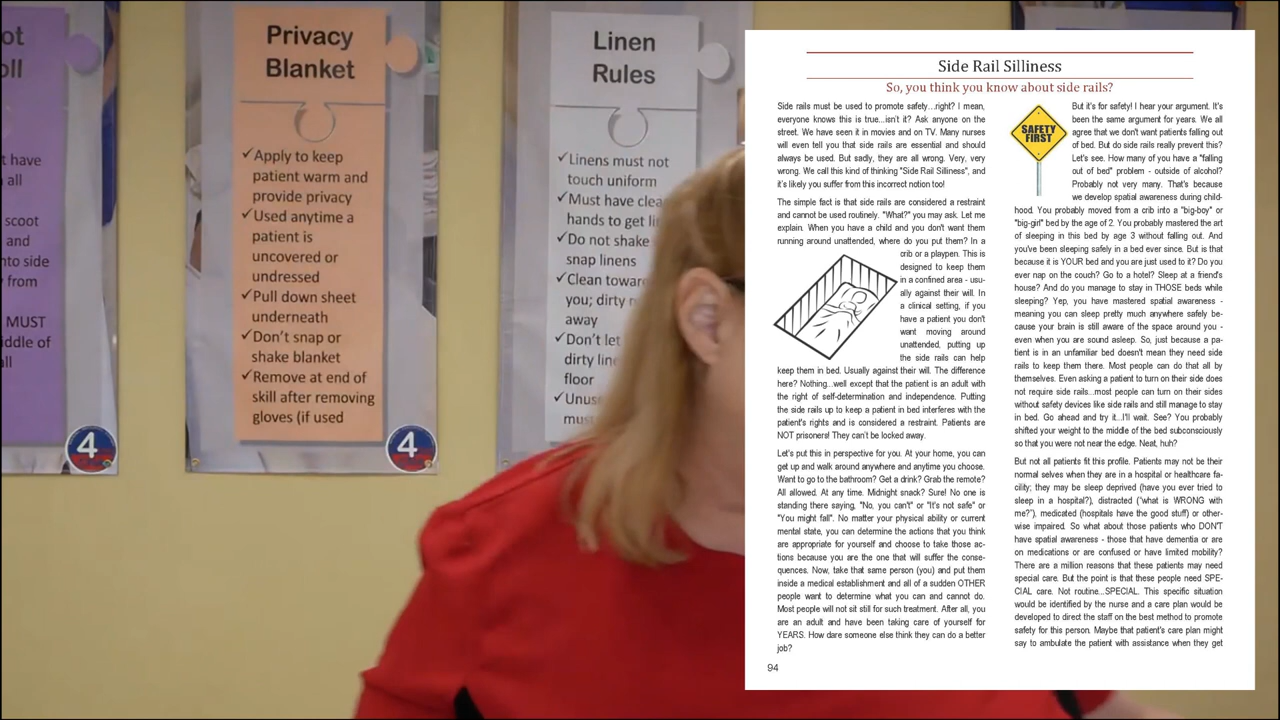 ot
oll
t have
all
scoot
and
nto side
from
MUST
iddle of
all
4
Privacy
Blanket
✓Apply to keep
patient warm and
provide privacy
✓Used anytime a
patient is
uncovered or
undressed
✓Pull down sheet
underneath
✓Don't snap or
shake blanket
✓Remove at end of
skill after removing
gloves (if used
4
Linen
Rules
✓Linens must not
touch uniform
✓Must have clea
hands to get li
✓Do not shake
snap linens
✓Clean towar
you; dirty
away
✓Don't let
dirty line
floor
✓Unus
mus
Side Rail Silliness
So, you think you know about side rails?
Side rails must be used to promote safety...right? I mean,
everyone knows this is true...isn't it? Ask anyone on the
street. We have seen it in movies and on TV. Many nurses
will even tell you that side rails are essential and should
always be used. But sadly, they are all wrong. Very, very
wrong. We call this kind of thinking "Side Rail Silliness", and
it's likely you suffer from this incorrect notion too!
The simple fact is that side rails are considered a restraint
and cannot be used routinely. "What?" you may ask. Let me
explain. When you have a child and you don't want them
running around unattended, where do you put them? In a
crib or a playpen. This is
designed to keep them
in a confined area - usu-
ally against their will. In
a clinical setting, if you
have a patient you don't
want moving around
unattended, putting up
the side rails can help
keep them in bed. Usually against their will. The difference
here? Nothing...well except that the patient is an adult with
the right of self-determination and independence. Putting
the side rails up to keep a patient in bed interferes with the
patient's rights and is considered a restraint. Patients are
NOT prisoners! They can't be locked away.
Let's put this in perspective for you. At your home, you can
get up and walk around anywhere and anytime you choose.
Want to go to the bathroom? Get a drink? Grab the remote?
All allowed. At any time. Midnight snack? Sure! No one is
standing there saying, "No, you can't" or "It's not safe" or
"You might fall". No matter your physical ability or current
mental state, you can determine the actions that you think
are appropriate for yourself and choose to take those ac-
tions because you are the one that will suffer the conse-
quences. Now, take that same person (you) and put them
inside a medical establishment and all of a sudden OTHER
people want to determine what you can and cannot do.
Most people will not sit still for such treatment. After all, you
are an adult and have been taking care of yourself for
YEARS. How dare someone else think they can do a better
job?
94
SAFETY
FIRST
But it's for safety! I hear your argument. It's
been the same argument for years. We all
agree that we don't want patients falling out
of bed. But do side rails really prevent this?
Let's see. How many of you have a "falling
out of bed" problem - outside of alcohol?
Probably not very many. That's because
we develop spatial awareness during child-
hood. You probably moved from a crib into a "big-boy" or
"big-girl" bed by the age of 2. You probably mastered the art
of sleeping in this bed by age 3 without falling out. And
you've been sleeping safely in a bed ever since. But is that
because it is YOUR bed and you are just used to it? Do you
ever nap on the couch? Go to a hotel? Sleep at a friend's
house? And do you manage to stay in THOSE beds while
sleeping? Yep, you have mastered spatial awareness -
meaning you can sleep pretty much anywhere safely be-
cause your brain is still aware of the space around you -
even when you are sound asleep. So, just because a pa-
tient is in an unfamiliar bed doesn't mean they need side
rails to keep them there. Most people can do that all by
themselves. Even asking a patient to turn on their side does
not require side rails...most people can turn on their sides
without safety devices like side rails and still manage to stay
in bed. Go ahead and try it...I'll wait. See? You probably
shifted your weight to the middle of the bed subconsciously
so that you were not near the edge. Neat, huh?
But not all patients fit this profile. Patients may not be their
normal selves when they are in a hospital or healthcare fa-
cility; they may be sleep deprived (have you ever tried to
sleep in a hospital?), distracted ("what is WRONG with
me?"), medicated (hospitals have the good stuff) or other-
wise impaired. So what about those patients who DON'T
have spatial awareness - those that have dementia or are
on medications or are confused or have limited mobility?
There are a million reasons that these patients may need
special care. But the point is that these people need SPE-
CIAL care. Not routine...SPECIAL. This specific situation
would be identified by the nurse and a care plan would be
developed to direct the staff on the best method to promote
safety for this person. Maybe that patient's care plan might
say to ambulate the patient with assistance when they get